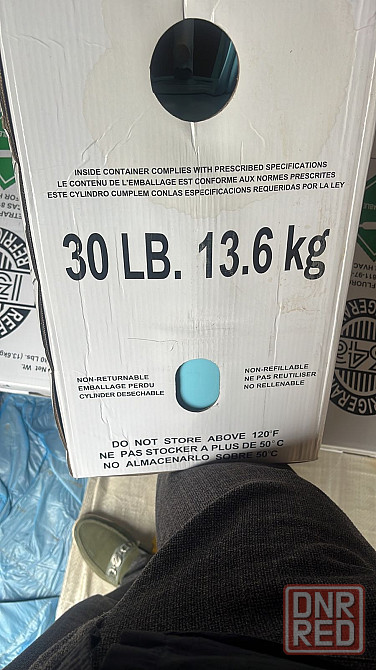 INSIDE CONTAINER COMPLIES WITH PRESCRIBED SPECIFICATIONS
LE CONTENU DE L'EMBALLAGE EST CONFORME AUX NORMES PRESCRITES
ESTE CYLINDRO CUMPLEM CONLAS ESPECIFICACIONES REQUERIDAS POR LA LEY
30 LB. 13.6 kg
NON-RETURNABLE
EMBALLAGE PERDU
CYLINDER DESECHABLE
NON-REFILLABLE
NE PAS REUTILISER
NO RELLENABLE
DO NOT STORE ABOVE 120°F
NE PAS STOCKER A PLUS DE 50°C
NO ALMACENARLO SOBRE 50°C
DNR
RED